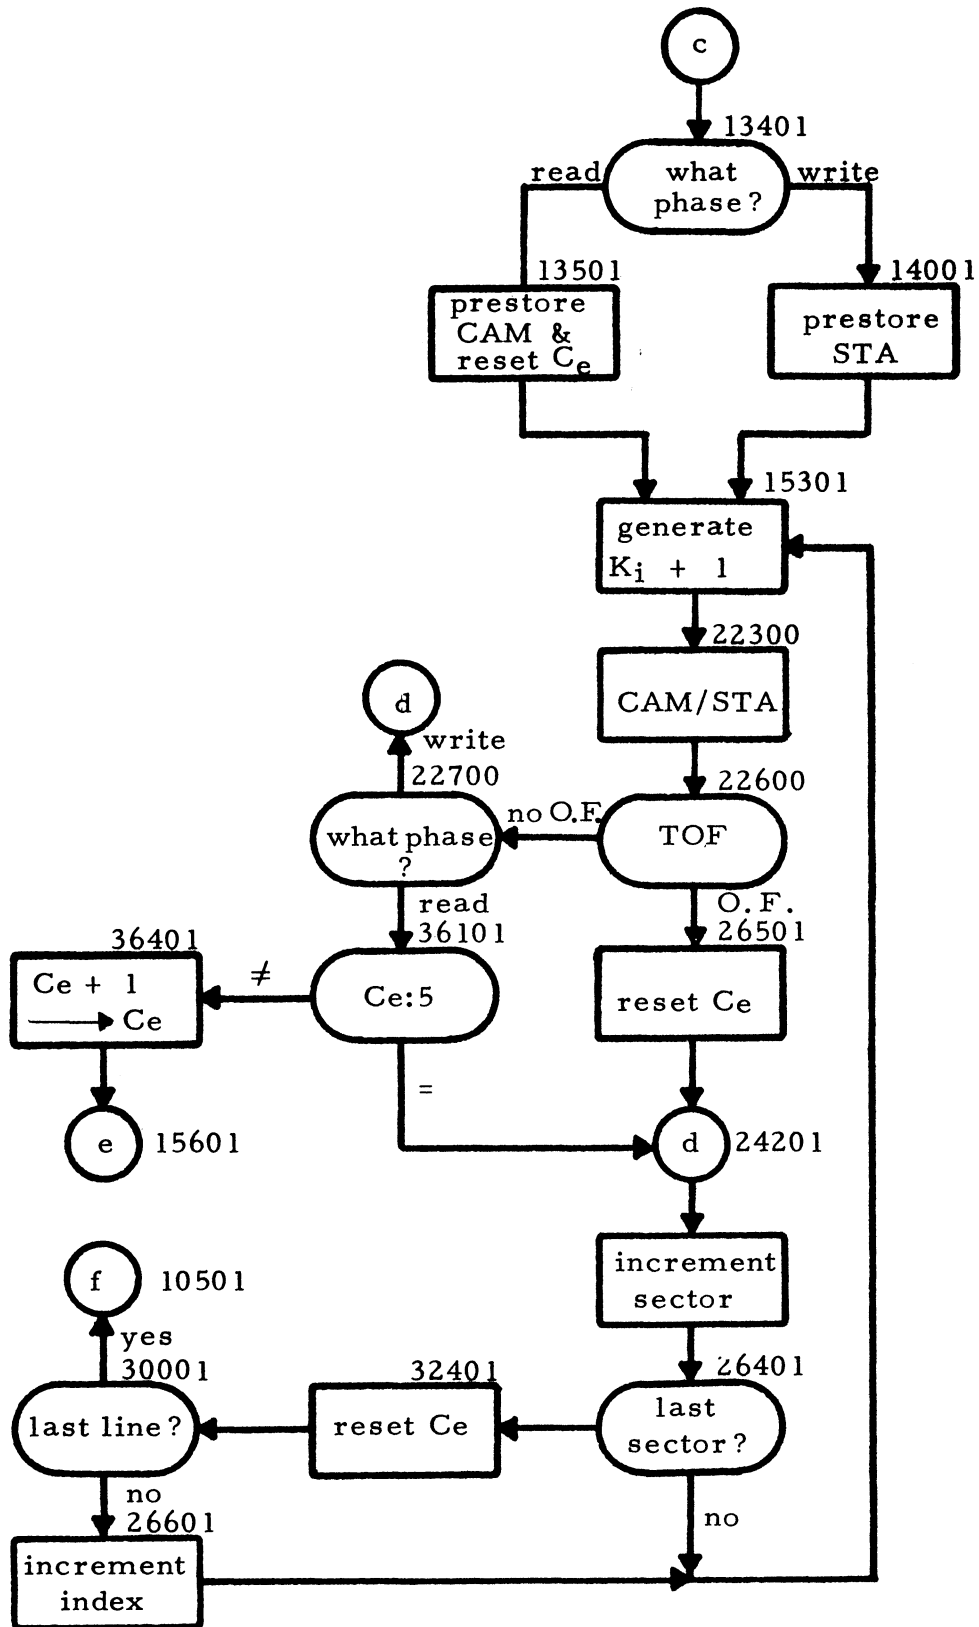 c
13401
read
what
phase?
write
13501
14001
prestore
CAM &
reset Ce
prestore
STA
15301
generate
Ki + 1
22300
CAM/STA
d
write
22700
22600
what phase
?
no O.F.
TOF
read
36101
O.F.
26501
36401
Ce + 1
⟶ Ce
≠
Ce:5
reset Ce
=
e
15601
d
24201
increment
sector
f
10501
yes
30001
32401
26401
last line?
reset Ce
last
sector?
no
26601
no
increment
index